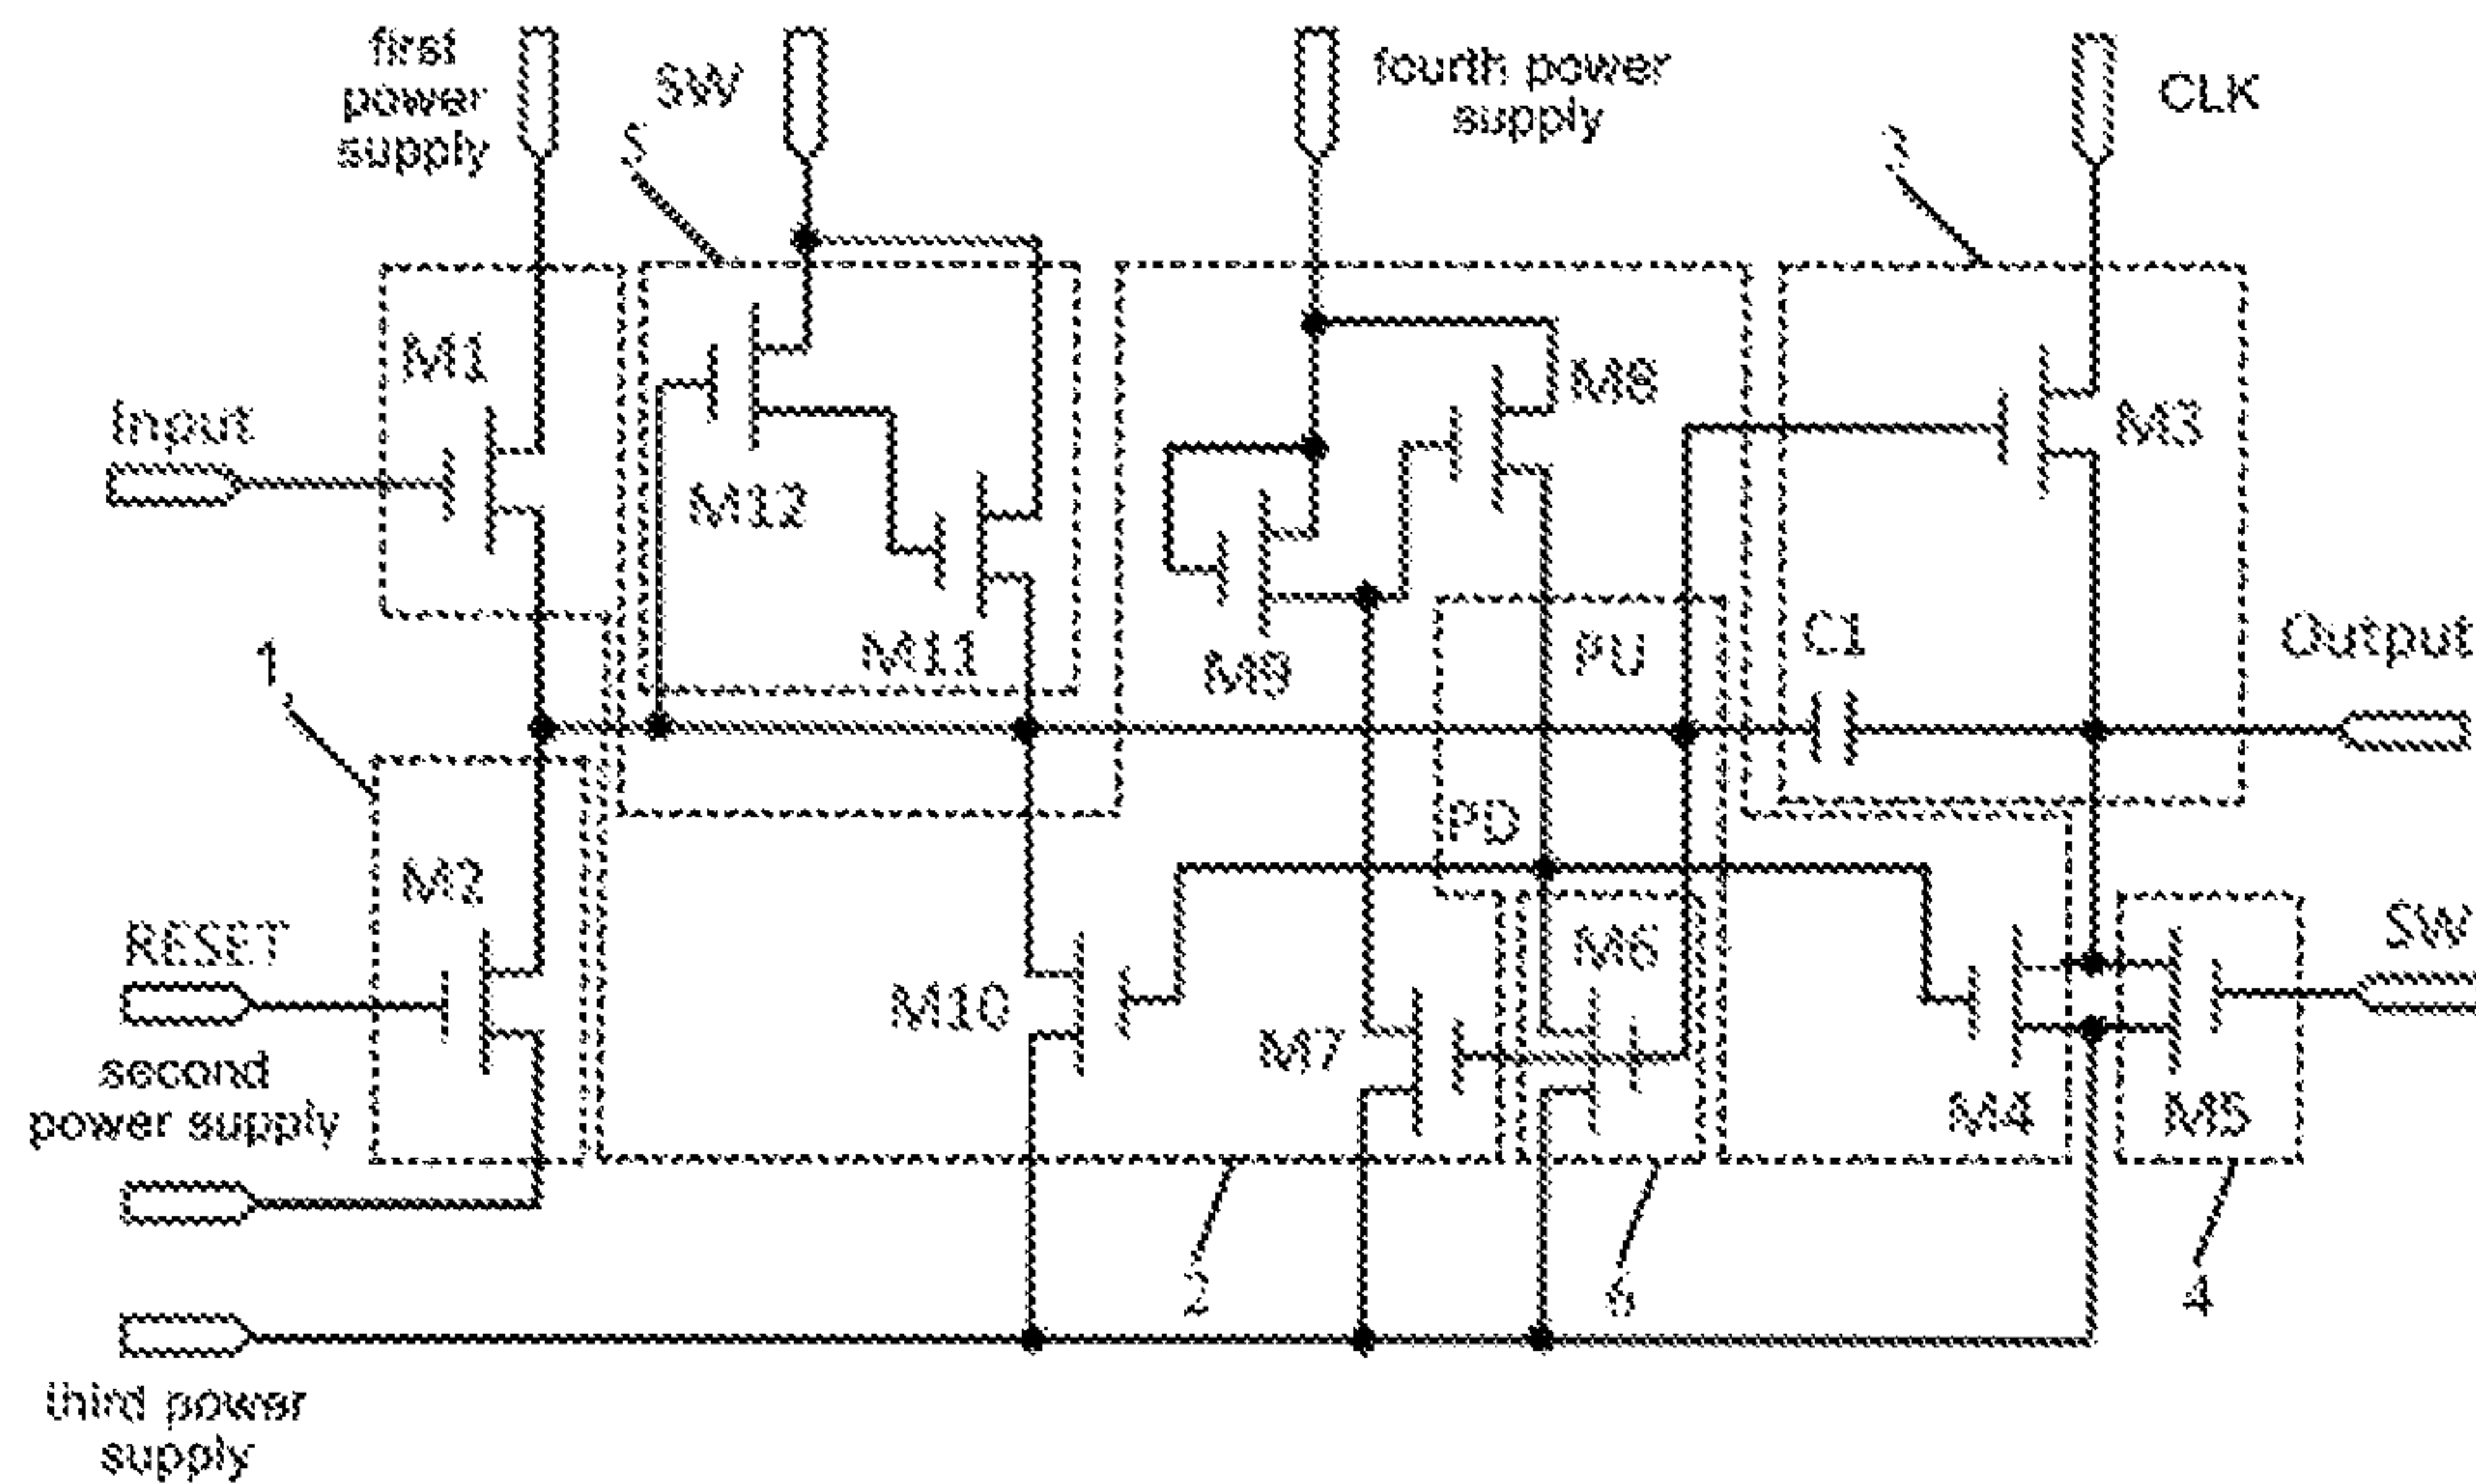 first
power
supply
SW
fourth power
supply
CLK
5
3
M1
M12
M11
Input
M8
M9
M3
PU
C1
Output
1
M2
PD
RESET
M10
M7
M6
M4
M5
SW
second
power supply
2
6
4
third power
supply